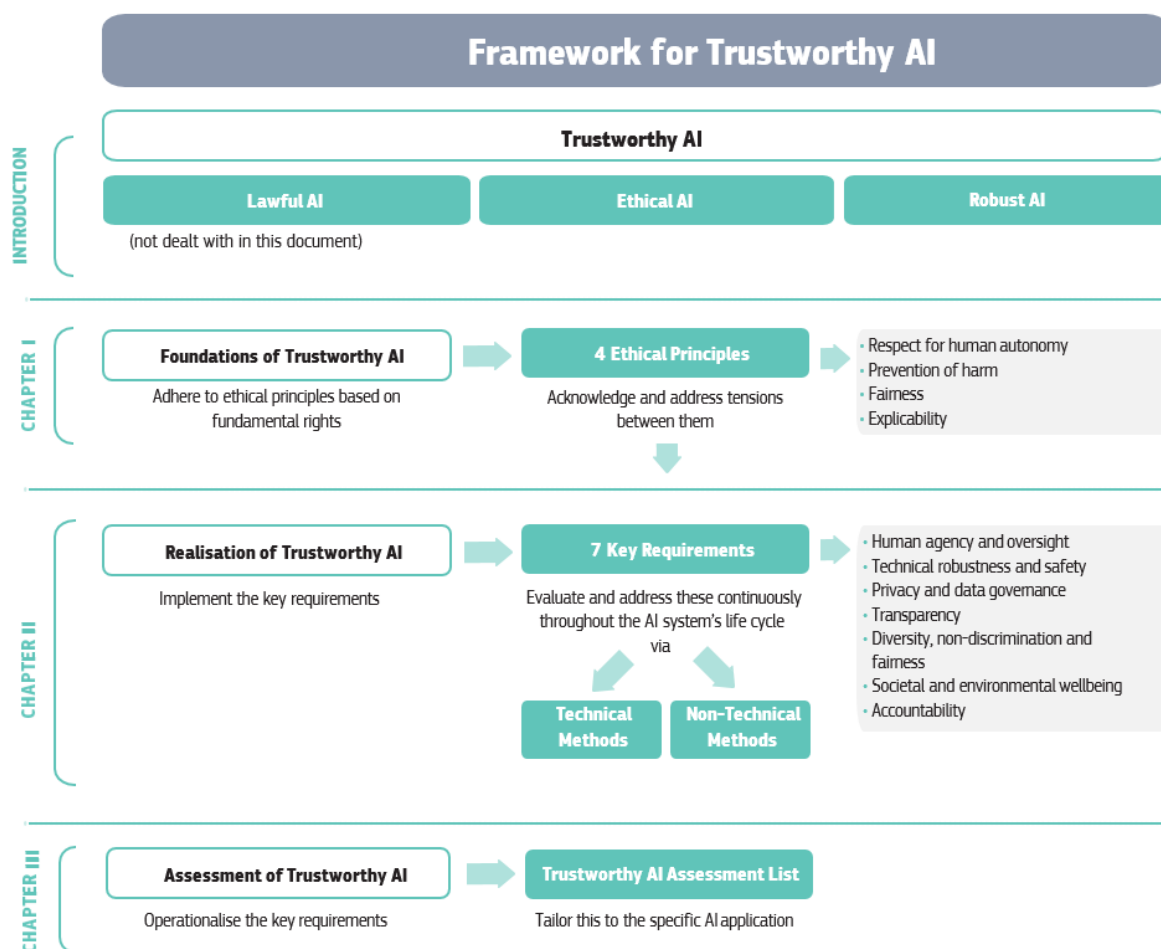 Framework for Trustworthy AI
INTRODUCTION
Trustworthy AI
Lawful AI
Ethical AI
Robust AI
(not dealt with in this document)
CHAPTER I
Foundations of Trustworthy AI
Adhere to ethical principles based on
fundamental rights
4 Ethical Principles
Acknowledge and address tensions
between them
• Respect for human autonomy
• Prevention of harm
• Fairness
• Explicability
CHAPTER II
Realisation of Trustworthy AI
Implement the key requirements
7 Key Requirements
Evaluate and address these continuously
throughout the AI system's life cycle
via
Technical
Methods
Non-Technical
Methods
• Human agency and oversight
• Technical robustness and safety
• Privacy and data governance
• Transparency
• Diversity, non-discrimination and
fairness
• Societal and environmental wellbeing
• Accountability
CHAPTER III
Assessment of Trustworthy AI
Operationalise the key requirements
Trustworthy AI Assessment List
Tailor this to the specific AI application